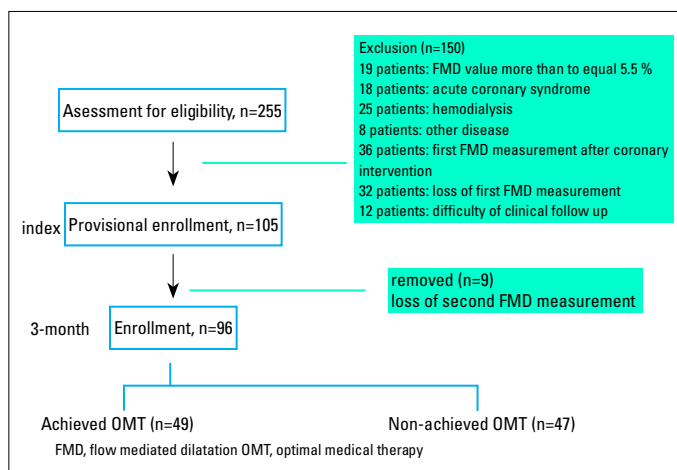 Exclusion (n=150)
19 patients: FMD value more than to equal 5.5 %
18 patients: acute coronary syndrome
25 patients: hemodialysis
8 patients: other disease
36 patients: first FMD measurement after coronary
intervention
32 patients: loss of first FMD measurement
12 patients: difficulty of clinical follow up
Asessment for eligibility, n=255
index
Provisional enrollment, n=105
removed (n=9)
loss of second FMD measurement
3-month
Enrollment, n=96
Achieved OMT (n=49)
Non-achieved OMT (n=47)
FMD, flow mediated dilatation OMT, optimal medical therapy